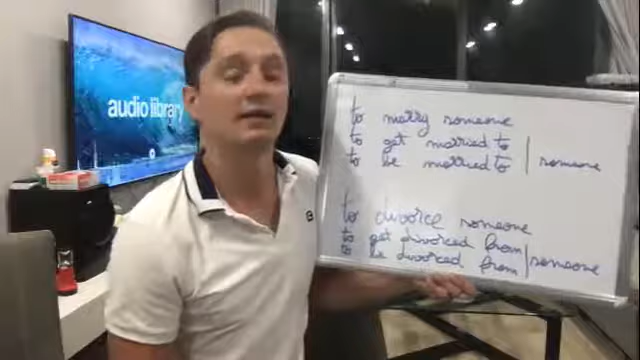 audio library
to marry someone
to get married to
to be married to | someone
to divorce someone
to get divorced from
to be divorced from | someone